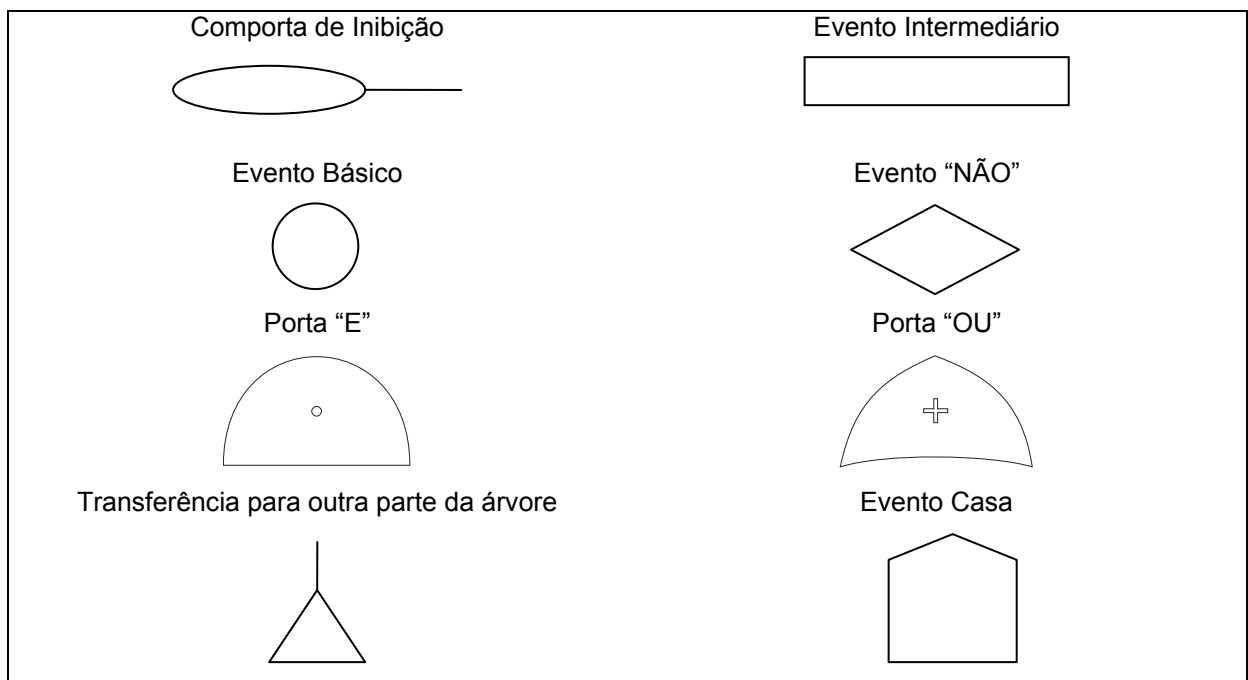 Comporta de Inibição
Evento Intermediário
Evento Básico
Evento “NÃO”
Porta “E”
Porta “OU”
Transferência para outra parte da árvore
Evento Casa